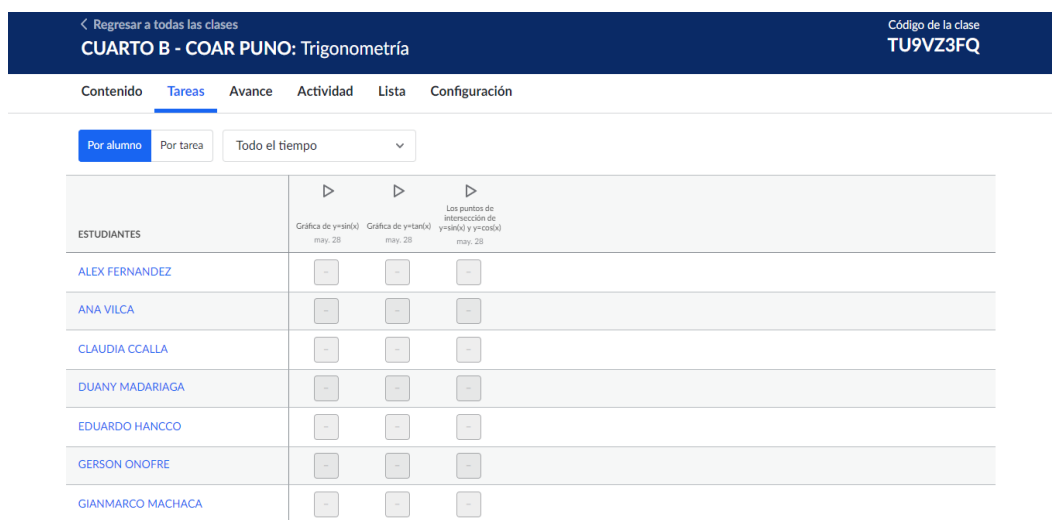 < Regresar a todas las clases
CUARTO B - COAR PUNO: Trigonometría
Código de la clase
TU9VZ3FQ
Contenido Tareas Avance Actividad Lista Configuración
Por alumno Por tarea Todo el tiempo
ESTUDIANTES
Gráfica de y=sin(x)
may. 28
Gráfica de y=tan(x)
may. 28
Los puntos de
intersección de
y=sin(x) y y=cos(x)
may. 28
ALEX FERNANDEZ – – –
ANA VILCA – – –
CLAUDIA CCALLA – – –
DUANY MADARIAGA – – –
EDUARDO HANCCO – – –
GERSON ONOFRE – – –
GIANMARCO MACHACA – – –